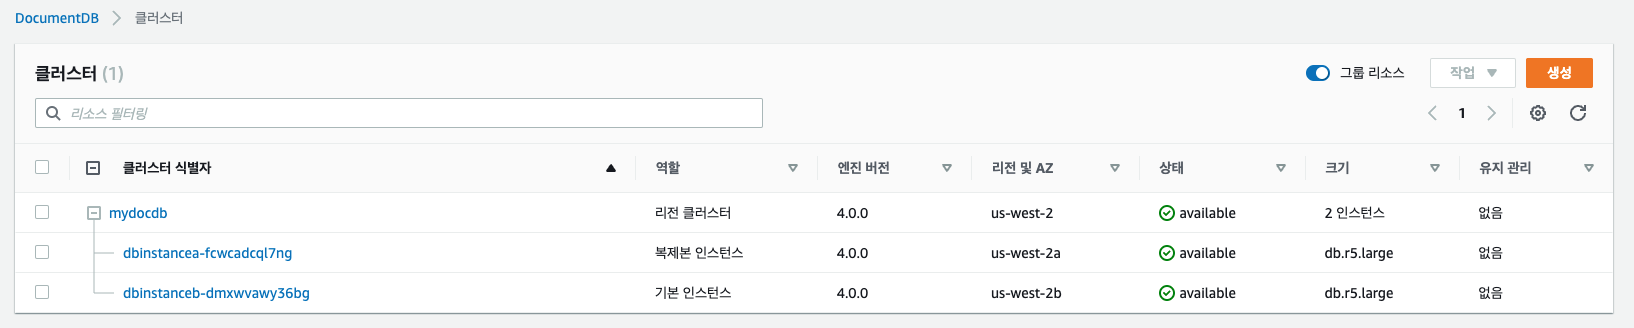 DocumentDB > 클러스터
클러스터 (1)
그룹 리소스
작업
생성
리소스 필터링
1
클러스터 식별자 역할 엔진 버전 리전 및 AZ 상태 크기 유지 관리
mydocdb 리전 클러스터 4.0.0 us-west-2 available 2 인스턴스 없음
dbinstancea-fcwcadcql7ng 복제본 인스턴스 4.0.0 us-west-2a available db.r5.large 없음
dbinstanceb-dmxwvawy36bg 기본 인스턴스 4.0.0 us-west-2b available db.r5.large 없음